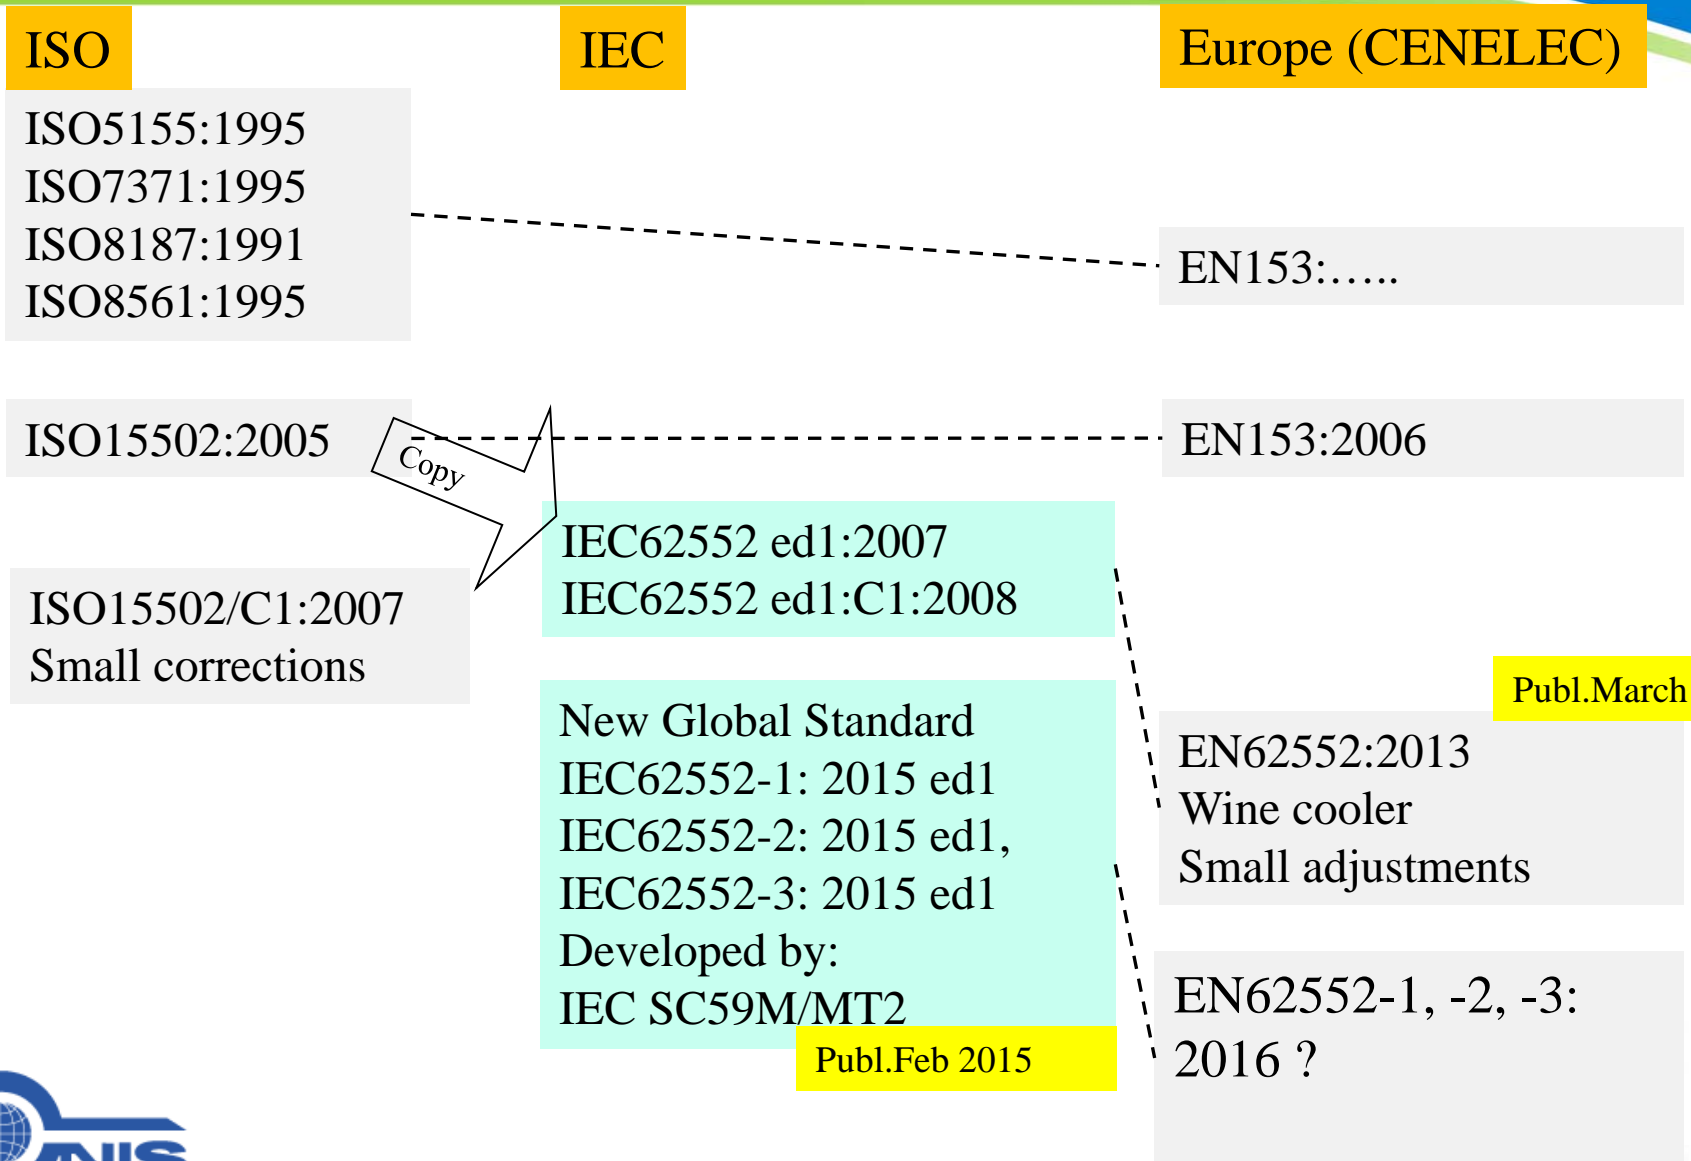 ISO
IEC
Europe (CENELEC)
ISO5155:1995
ISO7371:1995
ISO8187:1991
ISO8561:1995
EN153:…..
ISO15502:2005
Copy
EN153:2006
IEC62552 ed1:2007
IEC62552 ed1:C1:2008
ISO15502/C1:2007
Small corrections
Publ.March
New Global Standard
IEC62552-1: 2015 ed1
IEC62552-2: 2015 ed1,
IEC62552-3: 2015 ed1
Developed by:
IEC SC59M/MT2
Publ.Feb 2015
EN62552:2013
Wine cooler
Small adjustments
EN62552-1, -2, -3:
2016 ?